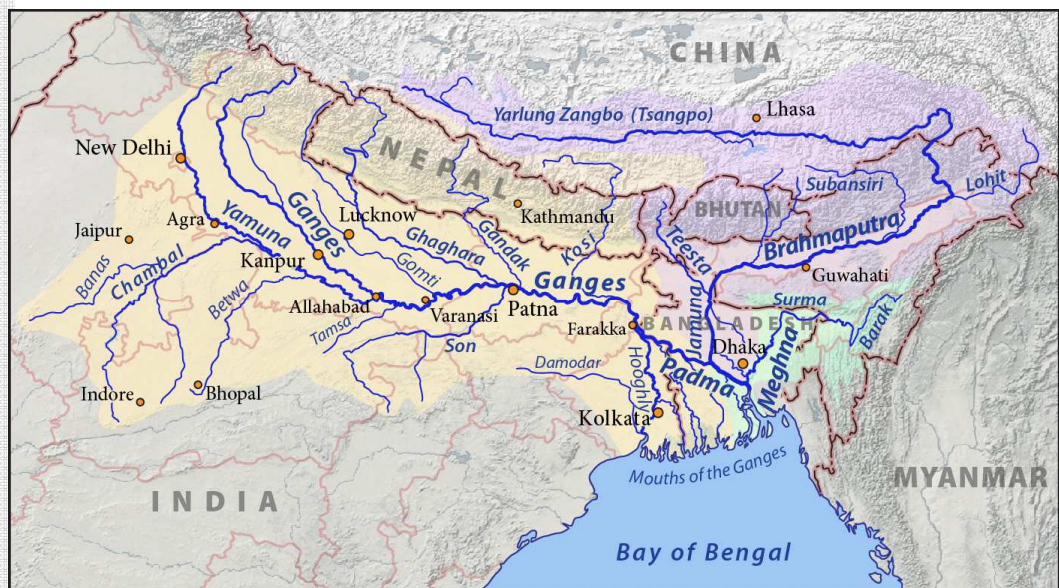 CHINA
Yarlung Zangbo (Tsangpo)
Lhasa
New Delhi
NEPAL
Subansiri
Lohit
Ganges
Kathmandu
BHUTAN
Agra
Yamuna
Lucknow
Jaipur
Ghaghara
Gandak
Kosi
Teesta
Brahmaputra
Banas
Chambal
Kanpur
Gomti
Ganges
Guwahati
Betwa
Allahabad
Varanasi
Patna
Jamuna
Surma
Barak
Tamsa
Son
Farakka
BANGLADESH
Dhaka
Damodar
Hooghly
Padma
Meghna
Indore
Bhopal
Kolkata
Mouths of the Ganges
INDIA
MYANMAR
Bay of Bengal